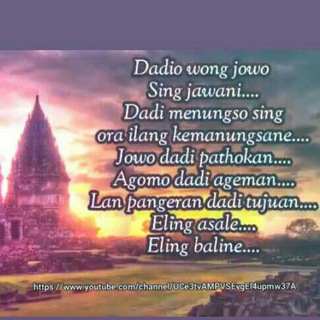 Dadio wong jowo
Sing jawani....
Dadi menungso sing
ora ilang kemanungsane....
Jowo dadi pathokan....
Agomo dadi ageman....
Lan pangeran dadi tujuan....
Eling asale....
Eling baline....
https://www.youtube.com/channel/UCe3tvAMPVSEvgEf4upmw37A